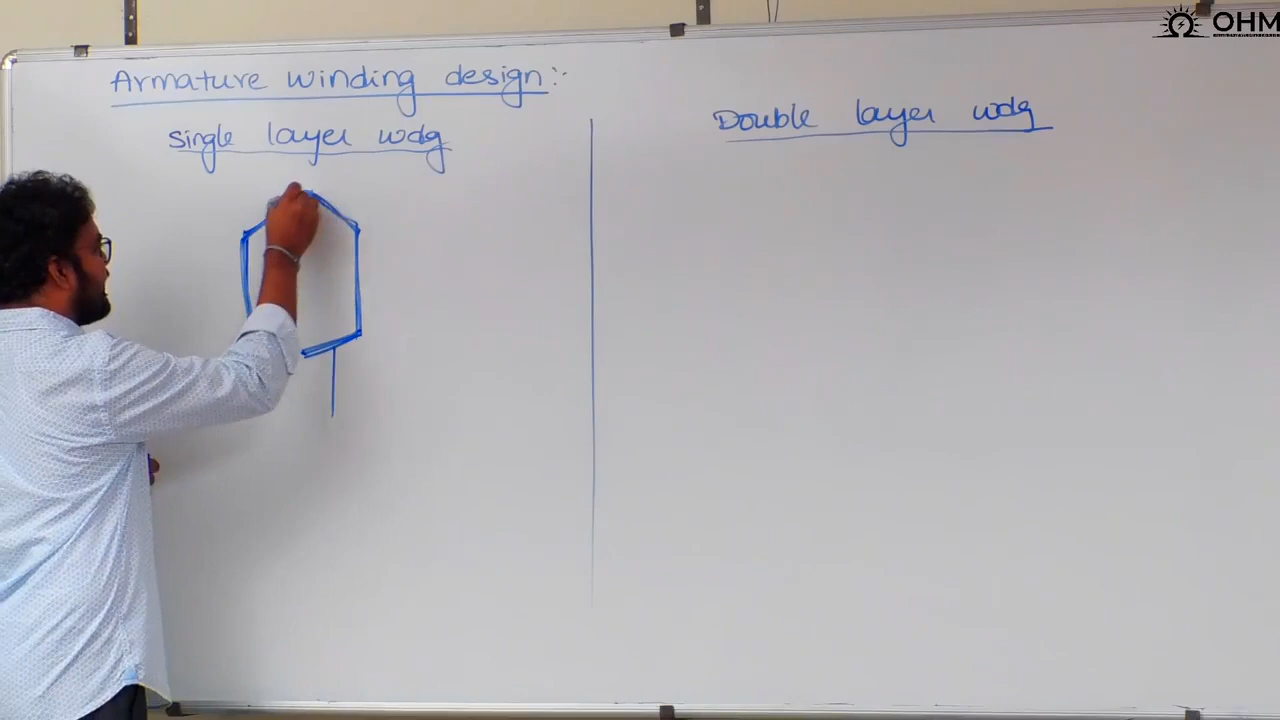 Armature winding design:-
Single layer wdg
Double layer wdg
OHM